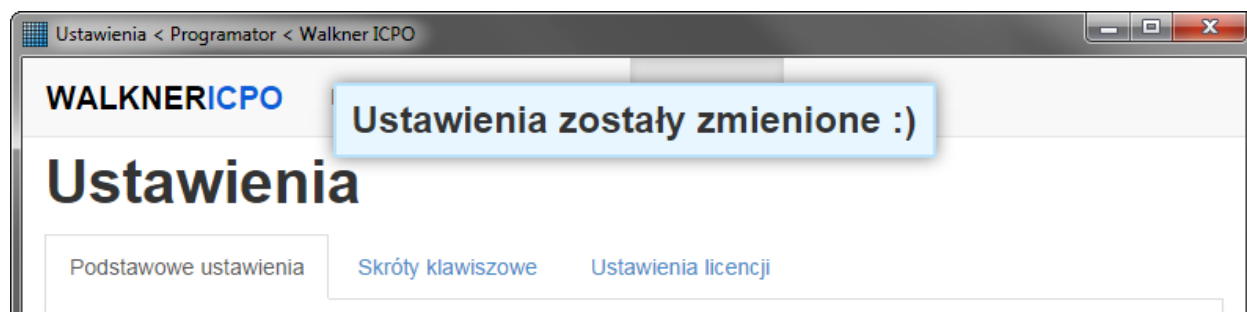 Ustawienia < Programator < Walkner ICPO
WALKNERICPO
Ustawienia zostały zmienione :)
Ustawienia
Podstawowe ustawienia Skróty klawiszowe Ustawienia licencji